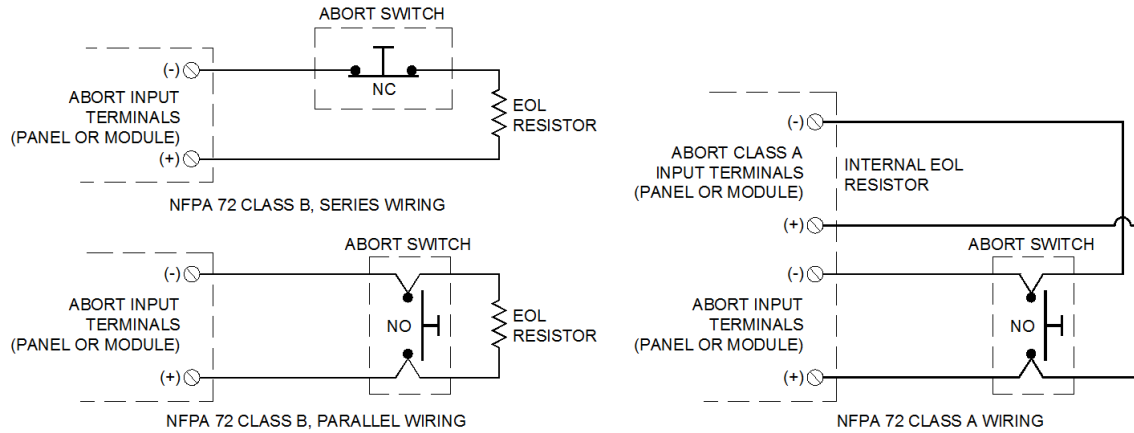 ABORT SWITCH
(-)
NC
ABORT INPUT
TERMINALS
(PANEL OR MODULE)
EOL
RESISTOR
(+)
NFPA 72 CLASS B, SERIES WIRING
ABORT SWITCH
(-)
ABORT INPUT
TERMINALS
(PANEL OR MODULE)
NO
EOL
RESISTOR
(+)
NFPA 72 CLASS B, PARALLEL WIRING
(-)
ABORT CLASS A
INPUT TERMINALS
(PANEL OR MODULE)
INTERNAL EOL
RESISTOR
(+)
ABORT SWITCH
(-)
ABORT INPUT
TERMINALS
(PANEL OR MODULE)
NO
(+)
NFPA 72 CLASS A WIRING